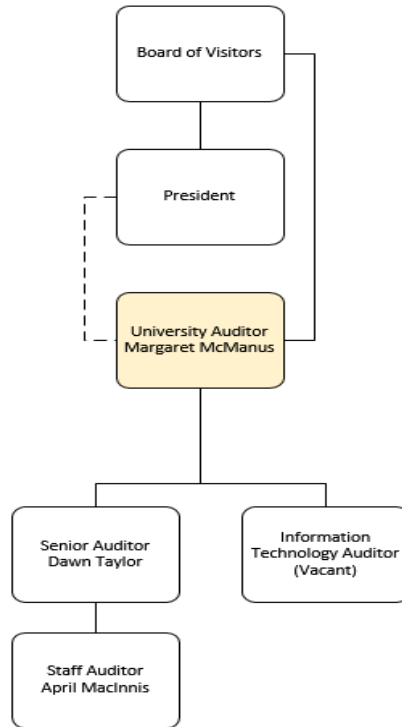 Board of Visitors
President
University Auditor
Margaret McManus
Senior Auditor
Dawn Taylor
Information
Technology Auditor
(Vacant)
Staff Auditor
April MacInnis